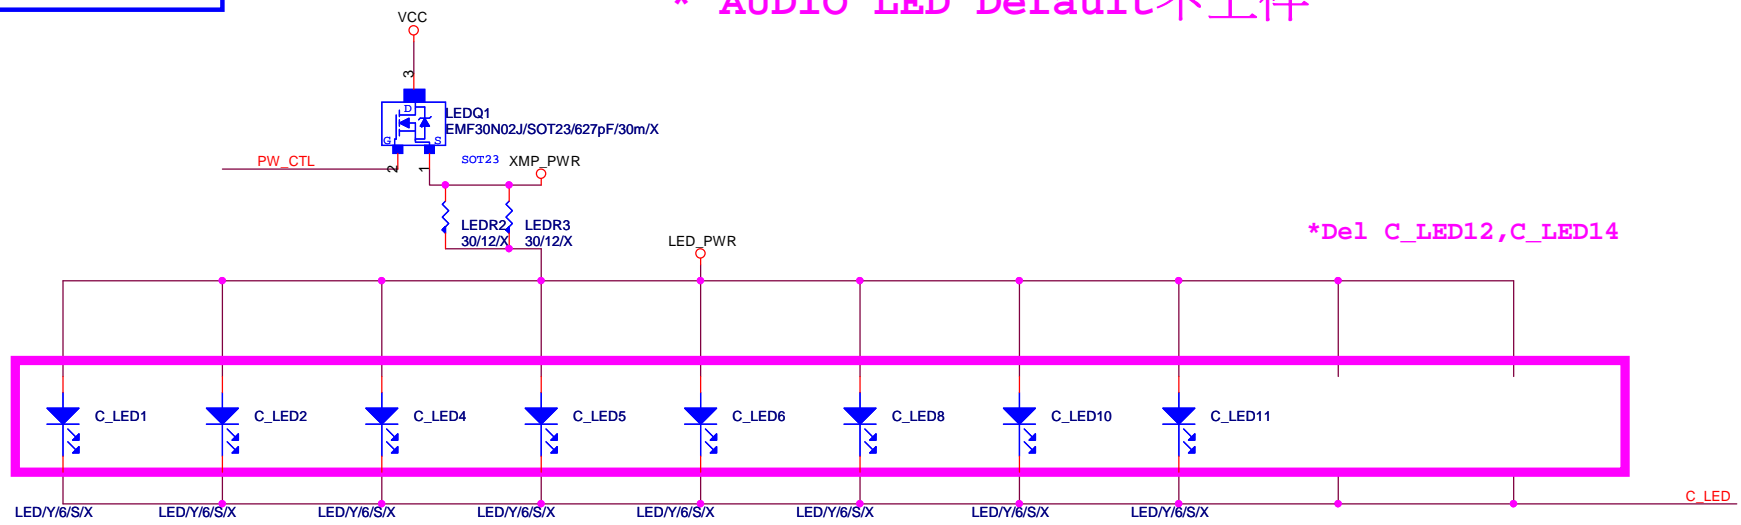 * AUDIO LED Default不上件
VCC
3
D
LEDQ1
EMF30N02J/SOT23/627pF/30m/X
G
S
PW_CTL
2
1
SOT23
XMP_PWR
LEDR2
30/12/X
LEDR3
30/12/X
LED_PWR
*Del C_LED12,C_LED14
C_LED1
C_LED2
C_LED4
C_LED5
C_LED6
C_LED8
C_LED10
C_LED11
C_LED
LED/Y/6/S/X
LED/Y/6/S/X
LED/Y/6/S/X
LED/Y/6/S/X
LED/Y/6/S/X
LED/Y/6/S/X
LED/Y/6/S/X
LED/Y/6/S/X